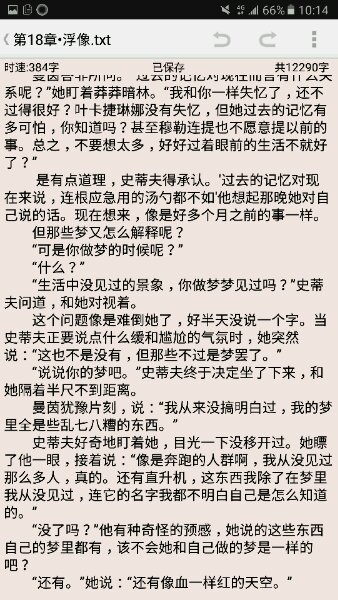 4G 66% 10:14
第18章•浮像.txt
时速:384字 已保存 共12290字
曼茵答非所问。“过去的记忆对现在而言有什么关
系呢？”她盯着莽莽暗林。“我和你一样失忆了，还不
过得很好？叶卡捷琳娜没有失忆，但她过去的记忆有
多可怕，你知道吗？甚至穆勒连提也不愿意提以前的
事。总之，不要想太多，好好过着眼前的生活不就好
了？”
是有点道理，史蒂夫得承认。‘过去的记忆对现
在来说，连根应急用的汤勺都不如’他想起那晚她对自
己说的话。现在想来，像是好多个月之前的事一样。
但那些梦又怎么解释呢？
“可是你做梦的时候呢？”
“什么？”
“生活中没见过的景象，你做梦梦见过吗？”史蒂
夫问道，和她对视着。
这个问题像是难倒她了，好半天没说一个字。当
史蒂夫正要说点什么缓和尴尬的气氛时，她突然
说：“这也不是没有，但那些不过是梦罢了。”
“说说你的梦吧。”史蒂夫终于决定坐了下来，和
她隔着半尺不到距离。
曼茵犹豫片刻，说：“我从来没搞明白过，我的梦
里全是些乱七八糟的东西。”
史蒂夫好奇地盯着她，目光一下没移开过。她瞟
了他一眼，接着说：“像是奔跑的人群啊，我从没见过
那么多人，真的。还有直升机，这东西我除了在梦里
我从没见过，连它的名字我都不明白自己是怎么知道
的。”
“没了吗？”他有种奇怪的预感，她说的这些东西
自己的梦里都有，该不会她和自己做的梦是一样的
吧？
“还有。”她说：“还有像血一样红的天空。”